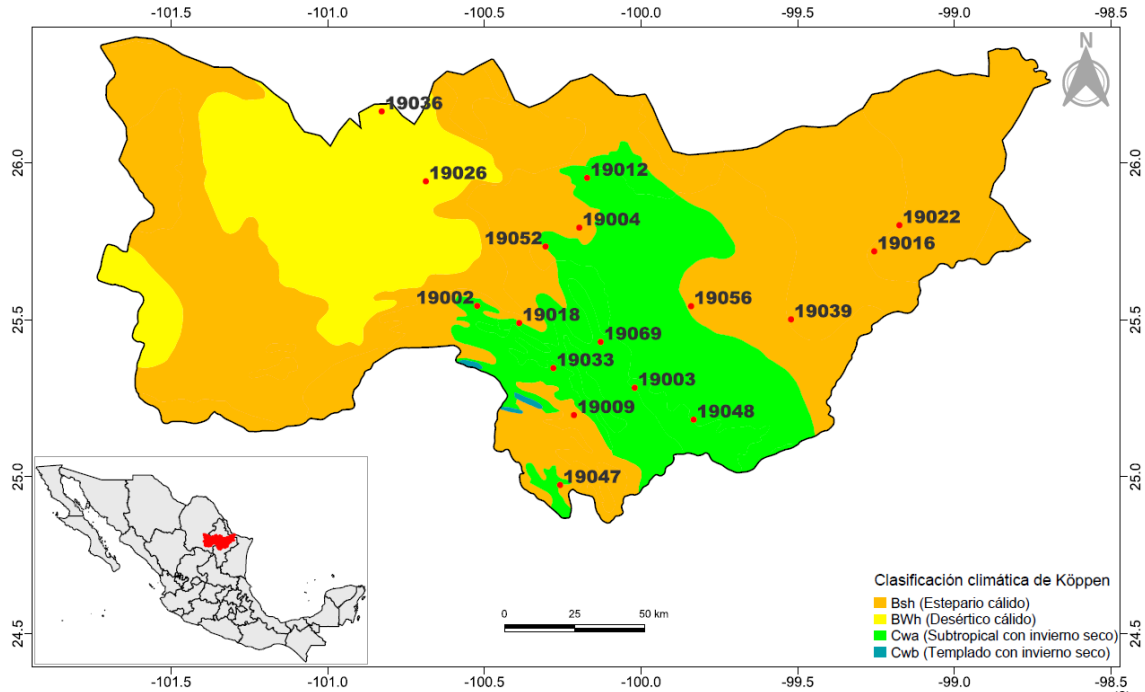 -101.5 -101.0 -100.5 -100.0 -99.5 -99.0 -98.5
N
19036
26.0 19012 26.0
19026
19004 19022
19052 19016
19002 19056
25.5 19018 19039 25.5
19069
19033
19003
19009 19048
19047
25.0 25.0
Clasificación climática de Köppen
0 25 50 km
Bsh (Estepario cálido)
BWh (Desértico cálido)
24.5 Cwa (Subtropical con invierno seco) 24.5
Cwb (Templado con invierno seco)
-101.5 -101.0 -100.5 -100.0 -99.5 -99.0 -98.5